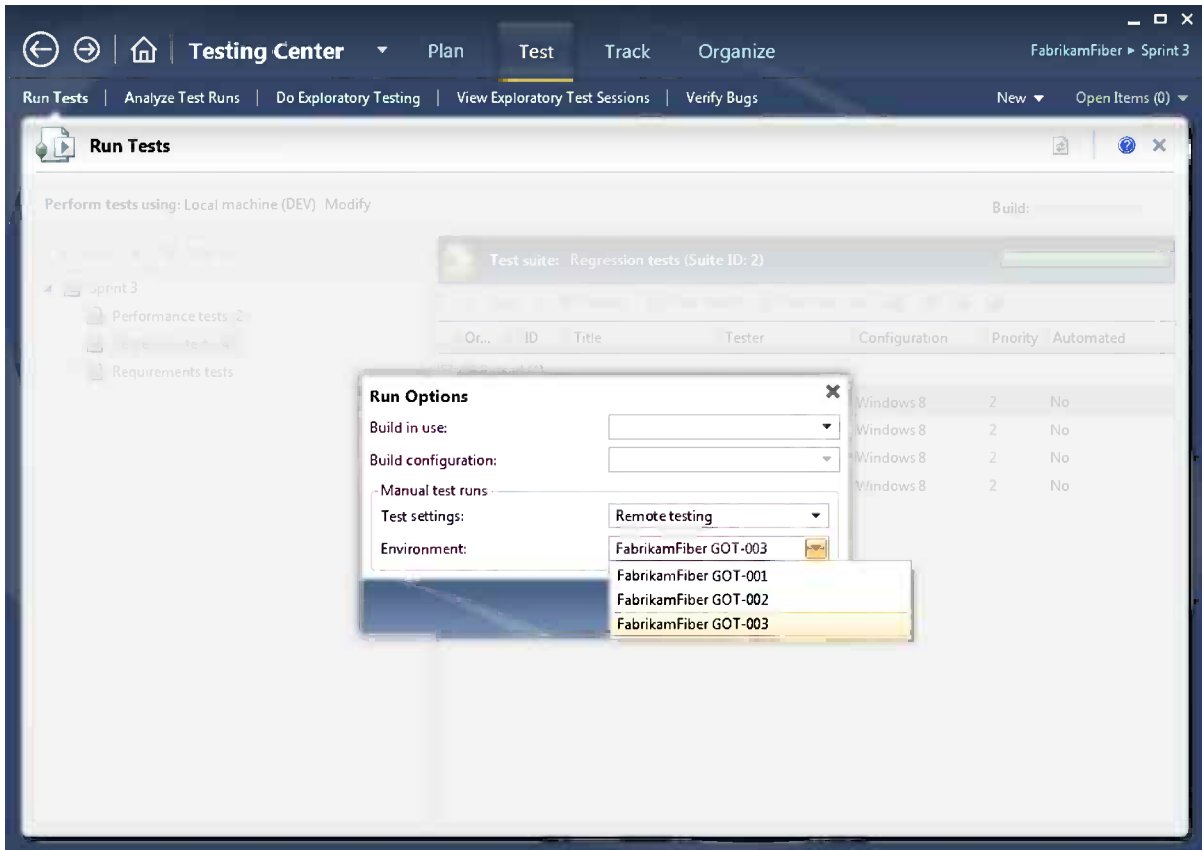 Testing Center Plan Test Track Organize FabrikamFiber ▸ Sprint 3
Run Tests | Analyze Test Runs | Do Exploratory Testing | View Exploratory Test Sessions | Verify Bugs New Open Items (0)
Run Tests
Perform tests using: Local machine (DEV) Modify Build:
Test suite: Regression tests (Suite ID: 2)
Sprint 3
Performance tests
Requirements tests
Or... ID Title Tester Configuration Priority Automated
Windows 8 2 No
Windows 8 2 No
Windows 8 2 No
Windows 8 2 No
Run Options
Build in use:
Build configuration:
Manual test runs
Test settings: Remote testing
Environment: FabrikamFiber GOT-003
FabrikamFiber GOT-001
FabrikamFiber GOT-002
FabrikamFiber GOT-003